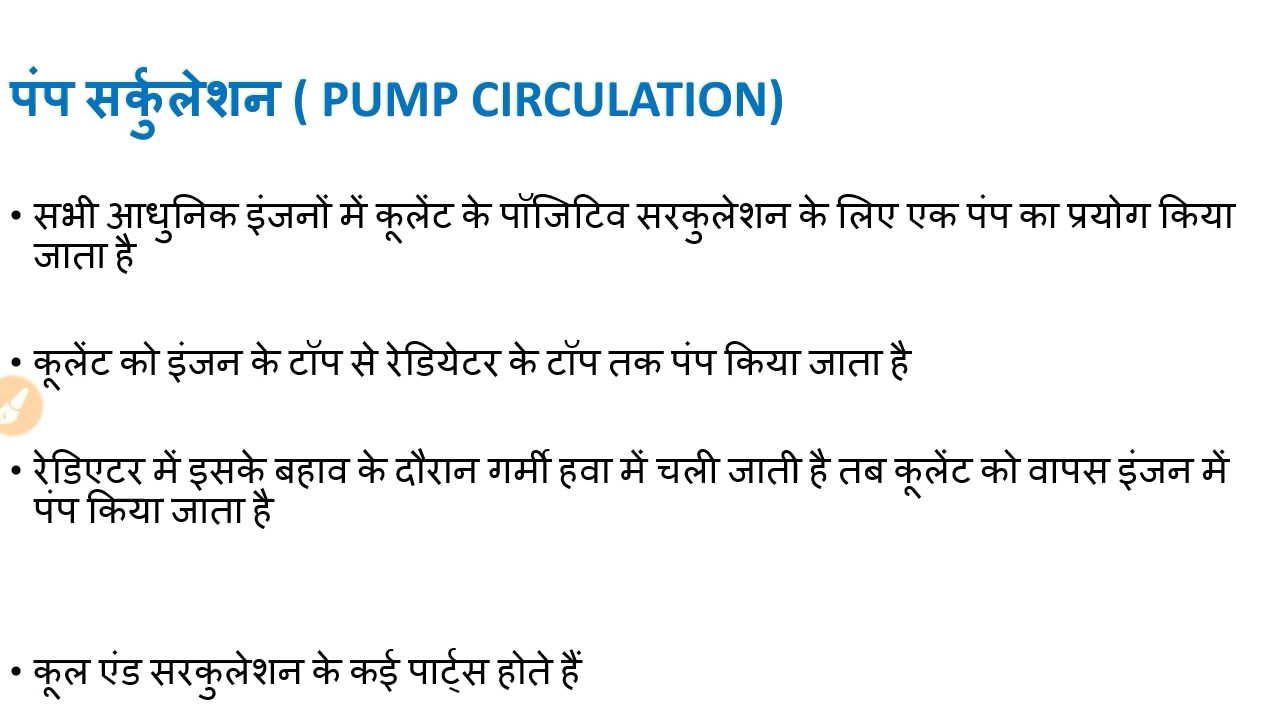 पंप सर्कुलेशन ( PUMP CIRCULATION)
• सभी आधुनिक इंजनों में कूलेंट के पॉजिटिव सरकुलेशन के लिए एक पंप का प्रयोग किया
जाता है
• कूलेंट को इंजन के टॉप से रेडियेटर के टॉप तक पंप किया जाता है
• रेडिएटर में इसके बहाव के दौरान गर्मी हवा में चली जाती है तब कूलेंट को वापस इंजन में
पंप किया जाता है
• कूल एंड सरकुलेशन के कई पार्ट्स होते हैं